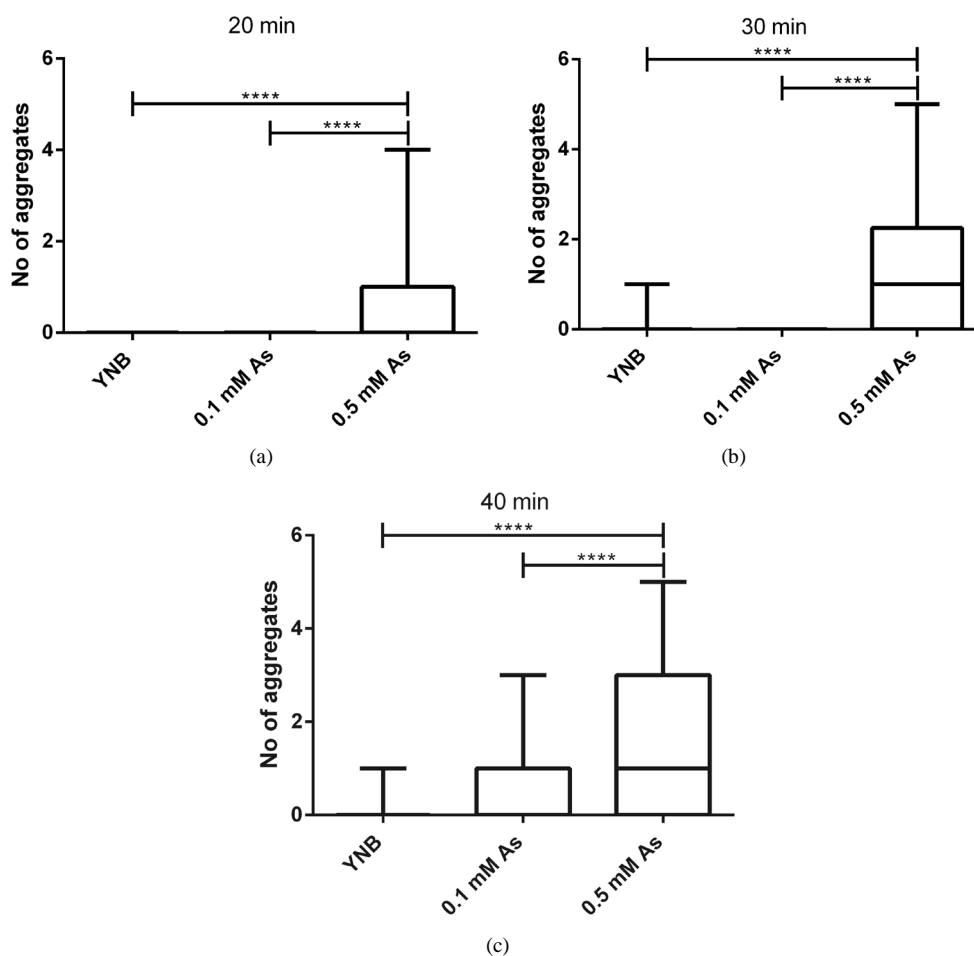 20 min
No of aggregates
6
4
2
0
****
****
YNB
0.1 mM As
0.5 mM As
(a)
30 min
No of aggregates
6
4
2
0
****
****
YNB
0.1 mM As
0.5 mM As
(b)
40 min
No of aggregates
6
4
2
0
****
****
YNB
0.1 mM As
0.5 mM As
(c)